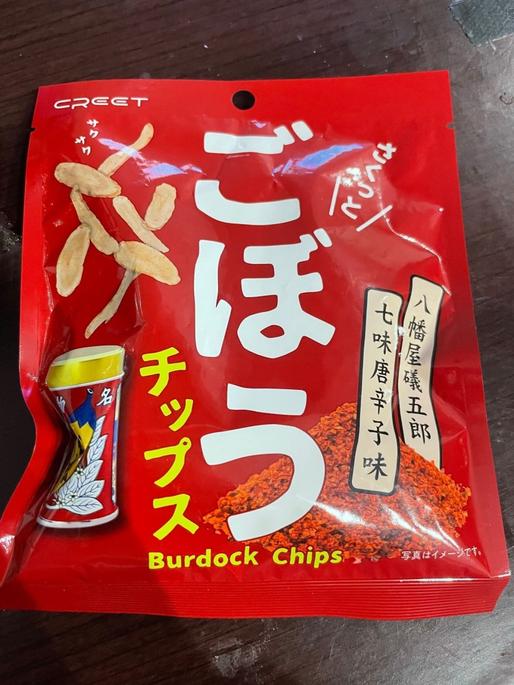 CREET
サクサク
ごぼう
さくっと
チップス
八幡屋礒五郎
七味唐辛子味
名
Burdock Chips
写真はイメージです。